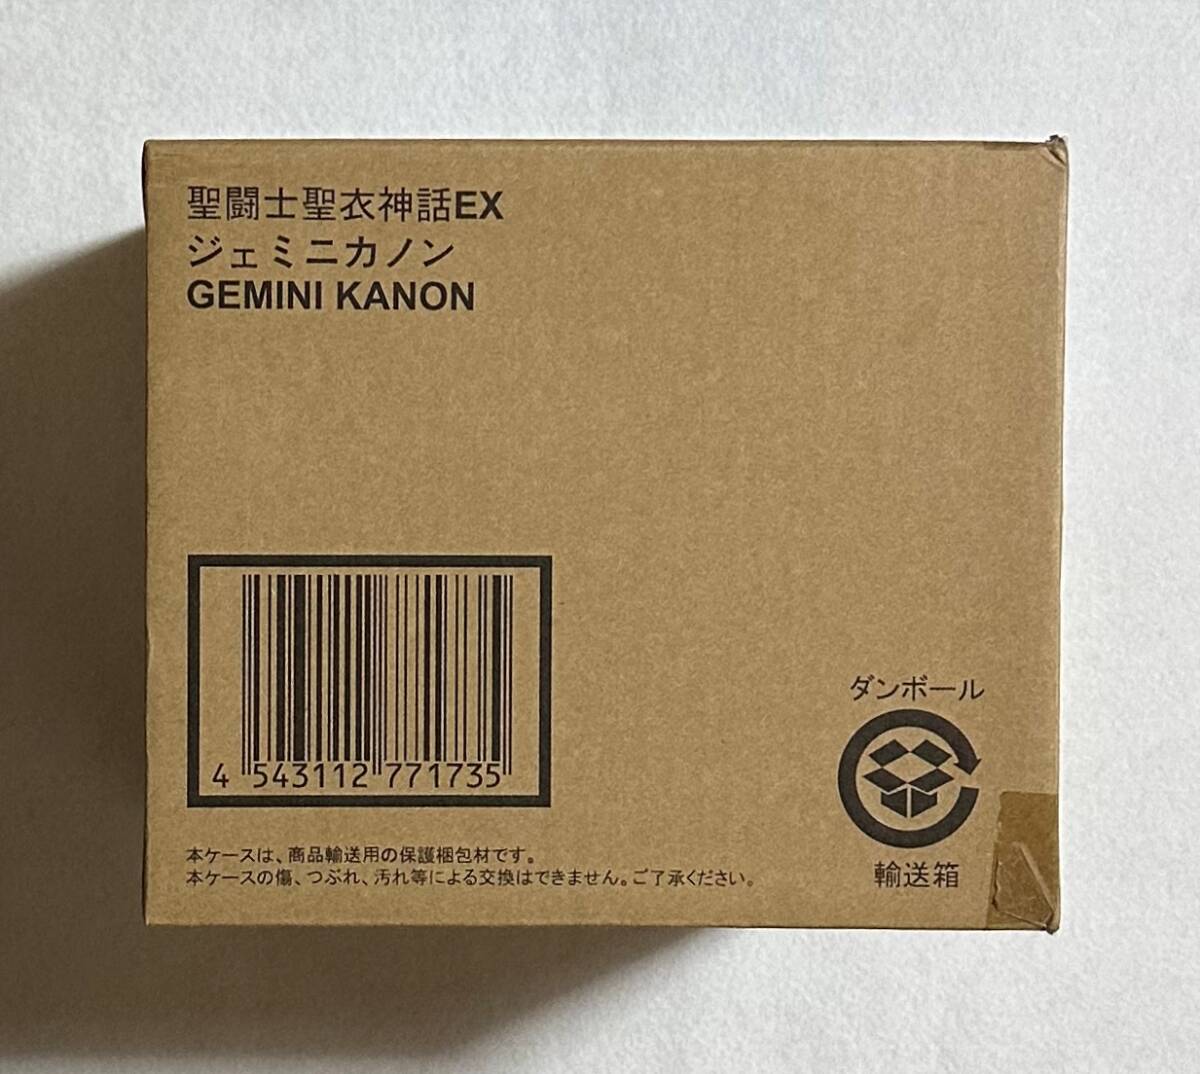 聖闘士聖衣神話EX
ジェミニカノン
GEMINI KANON
4 543112 771735
ダンボール
輸送箱
本ケースは、商品輸送用の保護梱包材です。
本ケースの傷、つぶれ、汚れ等による交換はできません。ご了承ください。